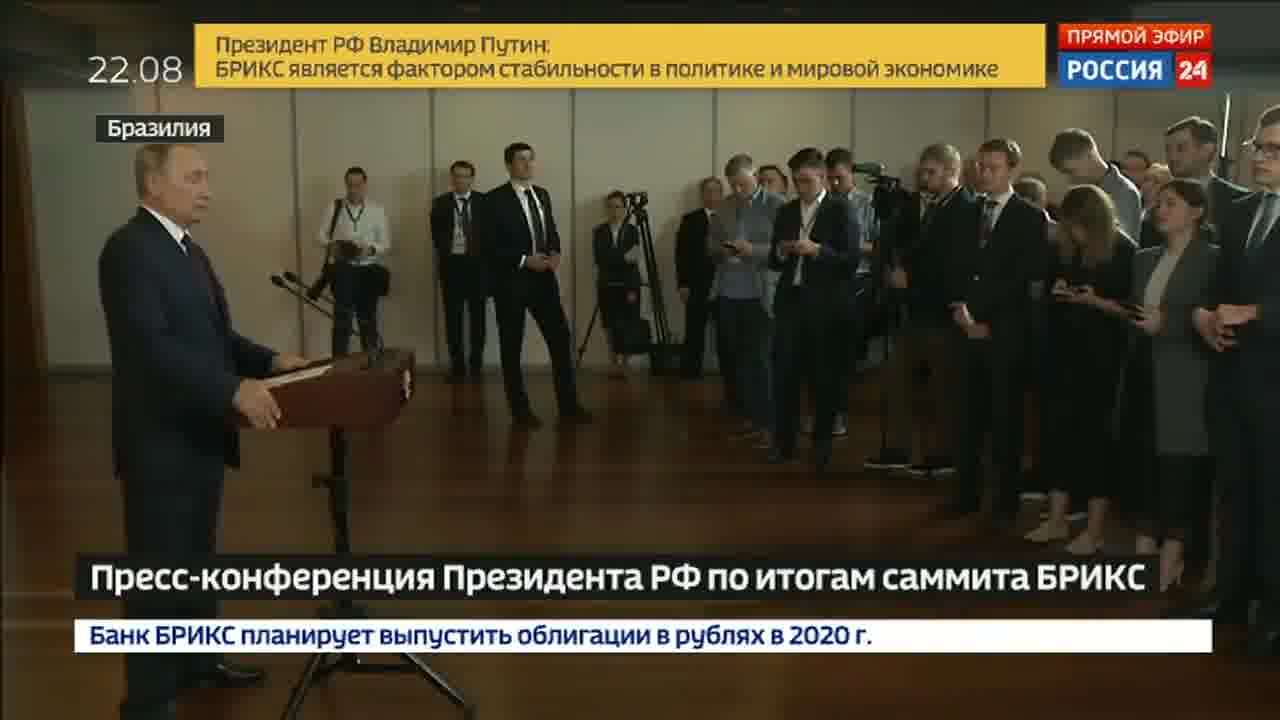 22.08
Президент РФ Владимир Путин:
БРИКС является фактором стабильности в политике и мировой экономике
ПРЯМОЙ ЭФИР
РОССИЯ 24
Бразилия
Пресс-конференция Президента РФ по итогам саммита БРИКС
Банк БРИКС планирует выпустить облигации в рублях в 2020 г.